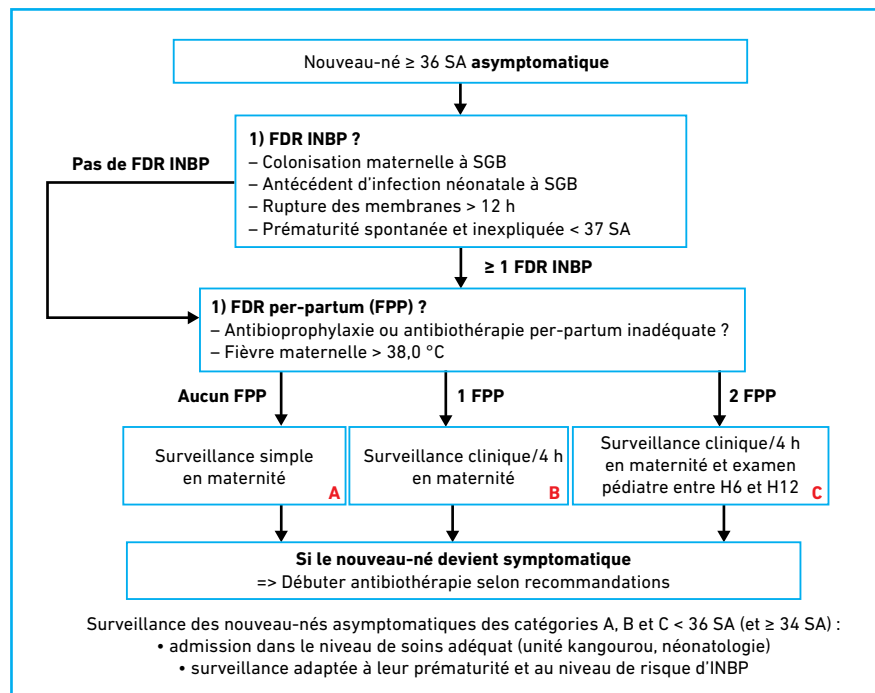 Nouveau-né ≥ 36 SA asymptomatique
Pas de FDR INBP
1) FDR INBP ?
– Colonisation maternelle à SGB
– Antécédent d'infection néonatale à SGB
– Rupture des membranes > 12 h
– Prématurité spontanée et inexpliquée < 37 SA
≥ 1 FDR INBP
1) FDR per-partum (FPP) ?
– Antibioprophylaxie ou antibiothérapie per-partum inadéquate ?
– Fièvre maternelle > 38,0 °C
Aucun FPP
1 FPP
2 FPP
Surveillance simple
en maternité
A
Surveillance clinique/4 h
en maternité
B
Surveillance clinique/4 h
en maternité et examen
pédiatre entre H6 et H12
C
Si le nouveau-né devient symptomatique
=> Débuter antibiothérapie selon recommandations
Surveillance des nouveau-nés asymptomatiques des catégories A, B et C < 36 SA (et ≥ 34 SA) :
• admission dans le niveau de soins adéquat (unité kangourou, néonatologie)
• surveillance adaptée à leur prématurité et au niveau de risque d'INBP